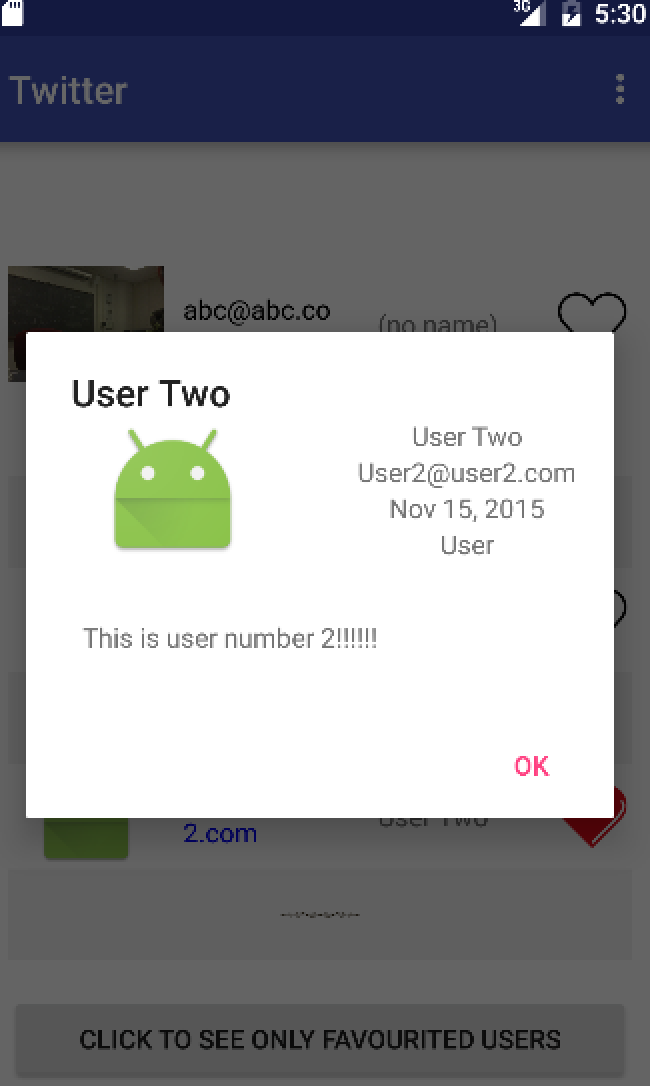 3G 5:30
Twitter
abc@abc.co
(no name)
User Two
User Two
User2@user2.com
Nov 15, 2015
User
This is user number 2!!!!!!
OK
User Two
2.com
CLICK TO SEE ONLY FAVOURITED USERS